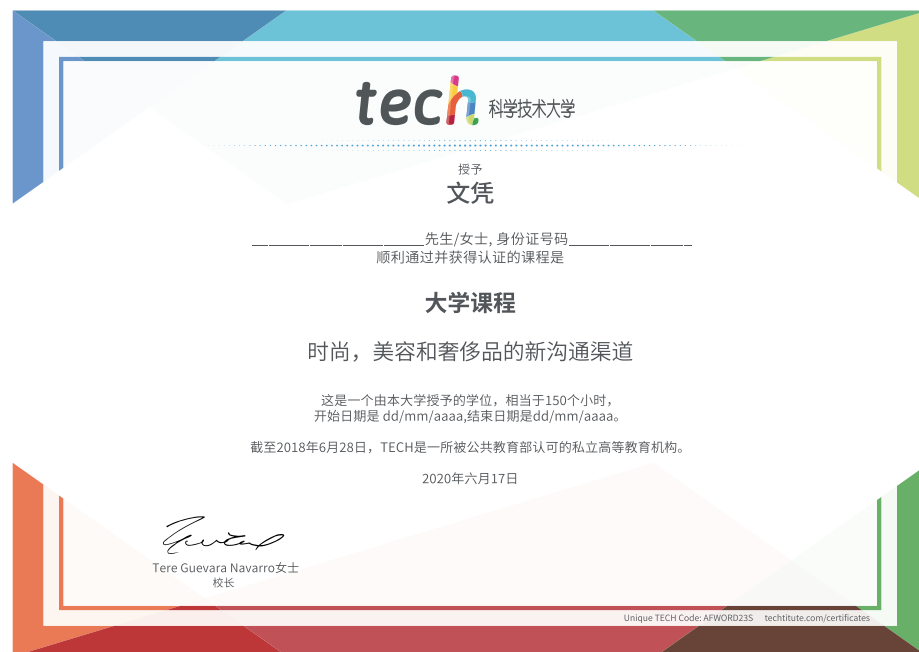 tech 科学技术大学
授予
文凭
______________________先生/女士, 身份证号码________________
顺利通过并获得认证的课程是
大学课程
时尚，美容和奢侈品的新沟通渠道
这是一个由本大学授予的学位，相当于150个小时，
开始日期是 dd/mm/aaaa,结束日期是dd/mm/aaaa。
截至2018年6月28日，TECH是一所被公共教育部认可的私立高等教育机构。
2020年六月17日
Tere Guevara Navarro女士
校长
Unique TECH Code: AFWORD23S techtitute.com/certificates